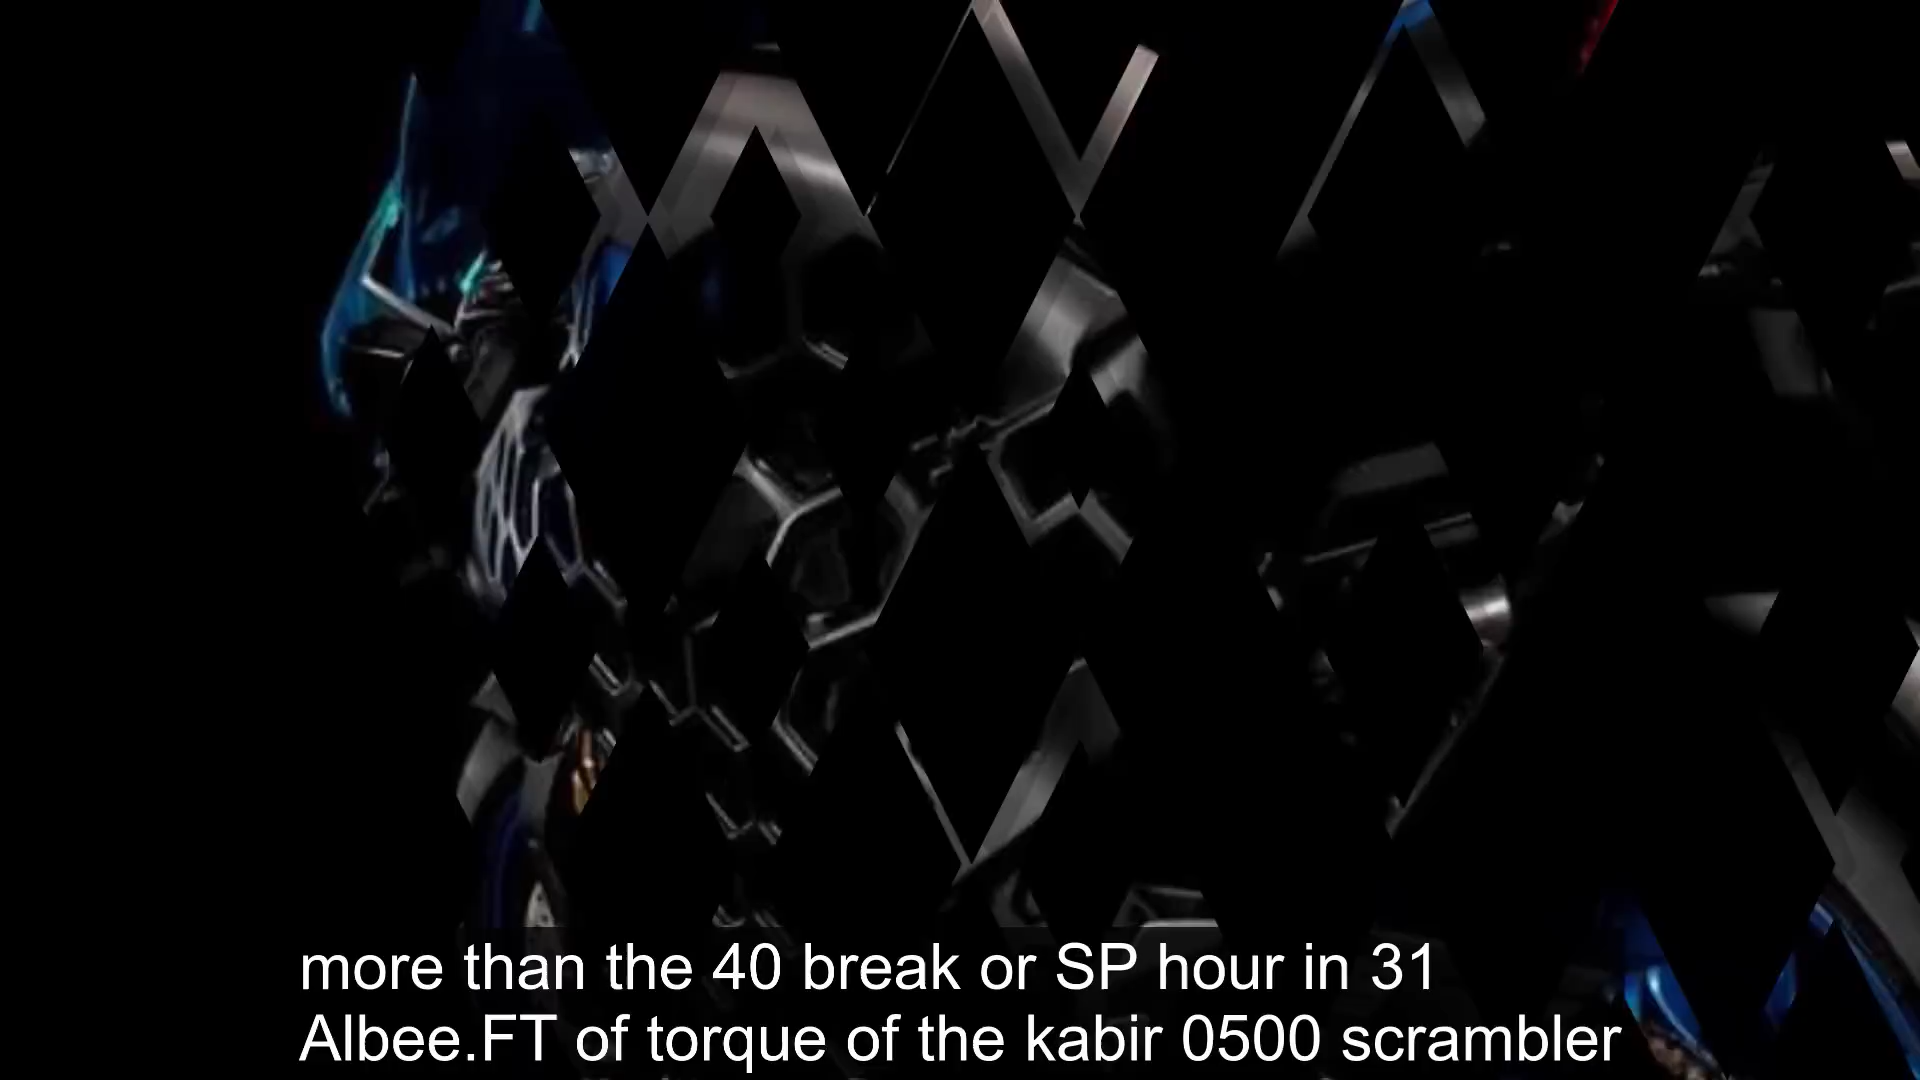 more than the 40 break or SP hour in 31
Albee.FT of torque of the kabir 0500 scrambler